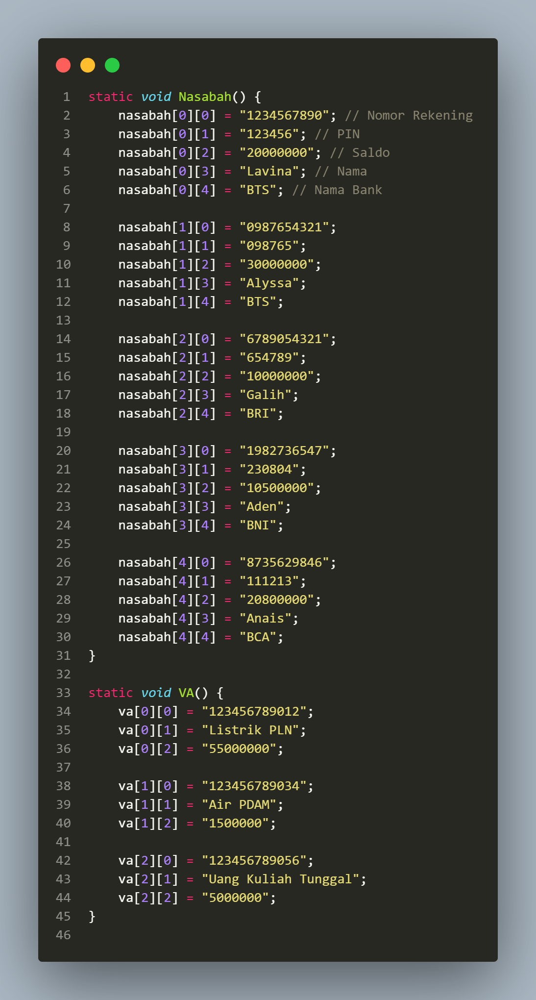 1 static void Nasabah() {
2     nasabah[0][0] = "1234567890"; // Nomor Rekening
3     nasabah[0][1] = "123456"; // PIN
4     nasabah[0][2] = "20000000"; // Saldo
5     nasabah[0][3] = "Lavina"; // Nama
6     nasabah[0][4] = "BTS"; // Nama Bank
7
8     nasabah[1][0] = "0987654321";
9     nasabah[1][1] = "098765";
10     nasabah[1][2] = "30000000";
11     nasabah[1][3] = "Alyssa";
12     nasabah[1][4] = "BTS";
13
14     nasabah[2][0] = "6789054321";
15     nasabah[2][1] = "654789";
16     nasabah[2][2] = "10000000";
17     nasabah[2][3] = "Galih";
18     nasabah[2][4] = "BRI";
19
20     nasabah[3][0] = "1982736547";
21     nasabah[3][1] = "230804";
22     nasabah[3][2] = "10500000";
23     nasabah[3][3] = "Aden";
24     nasabah[3][4] = "BNI";
25
26     nasabah[4][0] = "8735629846";
27     nasabah[4][1] = "111213";
28     nasabah[4][2] = "20800000";
29     nasabah[4][3] = "Anais";
30     nasabah[4][4] = "BCA";
31 }
32
33 static void VA() {
34     va[0][0] = "123456789012";
35     va[0][1] = "Listrik PLN";
36     va[0][2] = "55000000";
37
38     va[1][0] = "123456789034";
39     va[1][1] = "Air PDAM";
40     va[1][2] = "1500000";
41
42     va[2][0] = "123456789056";
43     va[2][1] = "Uang Kuliah Tunggal";
44     va[2][2] = "5000000";
45 }
46